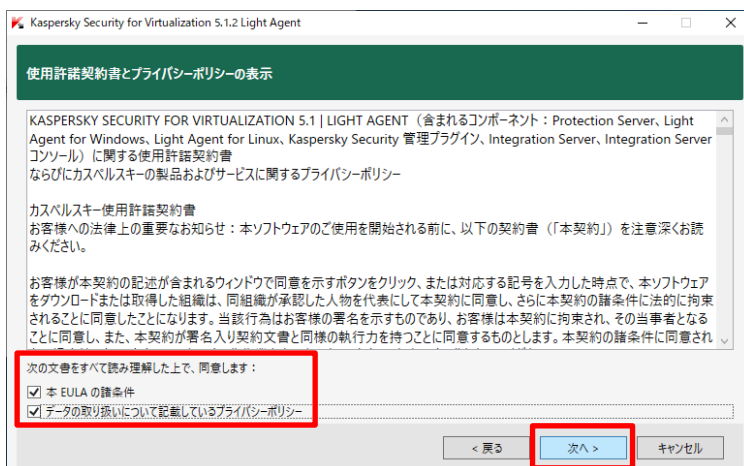 Kaspersky Security for Virtualization 5.1.2 Light Agent
使用許諾契約書とプライバシーポリシーの表示
KASPERSKY SECURITY FOR VIRTUALIZATION 5.1 | LIGHT AGENT（含まれるコンポーネント：Protection Server、Light
Agent for Windows、Light Agent for Linux、Kaspersky Security 管理プラグイン、Integration Server、Integration Server
コンソール）に関する使用許諾契約書
ならびにカスペルスキーの製品およびサービスに関するプライバシーポリシー
カスペルスキー使用許諾契約書
お客様への法律上の重要なお知らせ：本ソフトウェアのご使用を開始される前に、以下の契約書（「本契約」）を注意深くお読
みください。
お客様が本契約の記述が含まれるウィンドウで同意を示すボタンをクリック、または対応する記号を入力した時点で、本ソフトウェア
をダウンロードまたは取得した組織は、同組織が承認した人物を代表にして本契約に同意し、さらに本契約の諸条件に法的に拘束
されることに同意したことになります。当該行為はお客様の署名を示すものであり、お客様は本契約に拘束され、その当事者となる
ことに同意し、また、本契約が署名入り契約文書と同様の執行力を持つことに同意するものとします。本契約の諸条件に同意され
次の文書をすべて読み理解した上で、同意します：
本 EULA の諸条件
データの取り扱いについて記載しているプライバシーポリシー
< 戻る
次へ >
キャンセル